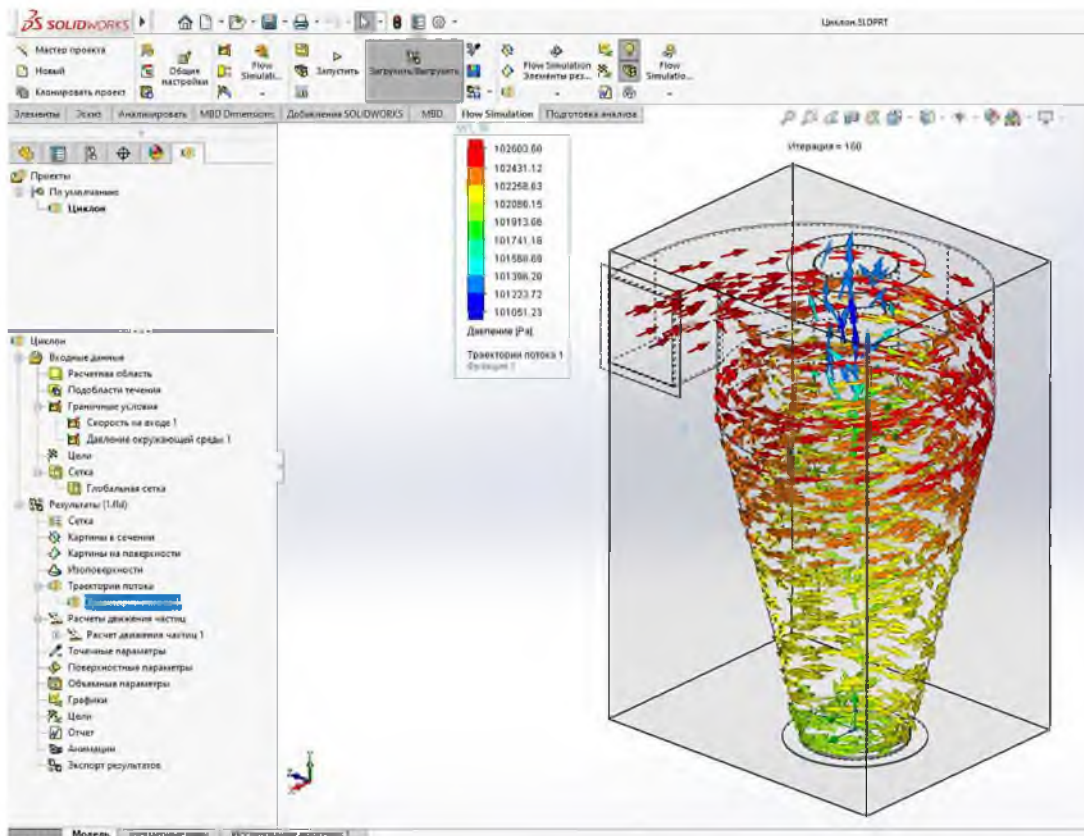 SOLIDWORKS
Циклон.SLDPRT
Мастер проекта
Новый
Клонировать проект
Общие настройки
Flow Simulati...
Запустить
Загрузить/Выгрузить
Flow Simulation Элементы рез...
Flow Simulatio...
Элементы Эскиз Анализировать MBD Dimensions Добавления SOLIDWORKS MBD Flow Simulation Подготовка анализа
Проекты
По умолчанию
Циклон
Итерация = 160
102603.60
102431.12
102258.63
102086.15
101913.66
101741.18
101568.69
101396.20
101223.72
101051.23
Давление [Pa]
Траектории потока 1
Циклон
Входные данные
Расчетная область
Подобласти течения
Граничные условия
Скорость на входе 1
Давление окружающей среды 1
Цели
Сетка
Глобальная сетка
Результаты (1.fld)
Сетка
Картины в сечении
Картины на поверхности
Изоповерхности
Траектории потока
Расчеты движения частиц
Расчет движения частиц 1
Точечные параметры
Поверхностные параметры
Объемные параметры
Графики
Цели
Отчет
Анимации
Экспорт результатов
Модель